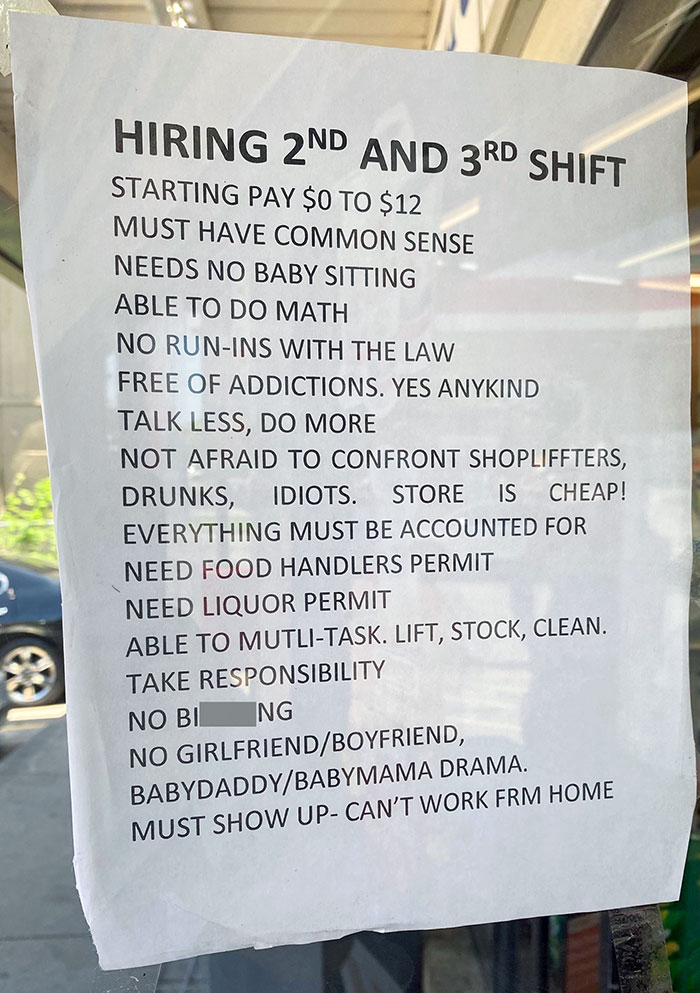 HIRING 2ND AND 3RD SHIFT
STARTING PAY $0 TO $12
MUST HAVE COMMON SENSE
NEEDS NO BABY SITTING
ABLE TO DO MATH
NO RUN-INS WITH THE LAW
FREE OF ADDICTIONS. YES ANYKIND
TALK LESS, DO MORE
NOT AFRAID TO CONFRONT SHOPLIFFTERS,
DRUNKS, IDIOTS. STORE IS CHEAP!
EVERYTHING MUST BE ACCOUNTED FOR
NEED FOOD HANDLERS PERMIT
NEED LIQUOR PERMIT
ABLE TO MUTLI-TASK. LIFT, STOCK, CLEAN.
TAKE RESPONSIBILITY
NO BI NG
NO GIRLFRIEND/BOYFRIEND,
BABYDADDY/BABYMAMA DRAMA.
MUST SHOW UP- CAN'T WORK FRM HOME